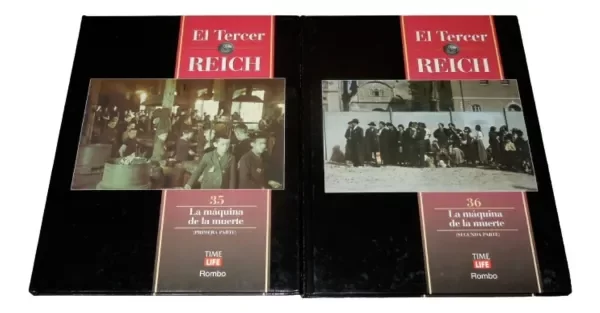 El Tercer
REICH
35
La máquina
de la muerte
(PRIMERA PARTE)
TIME
LIFE
Rombo
El Tercer
REICH
36
La máquina
de la muerte
(SEGUNDA PARTE)
TIME
LIFE
Rombo